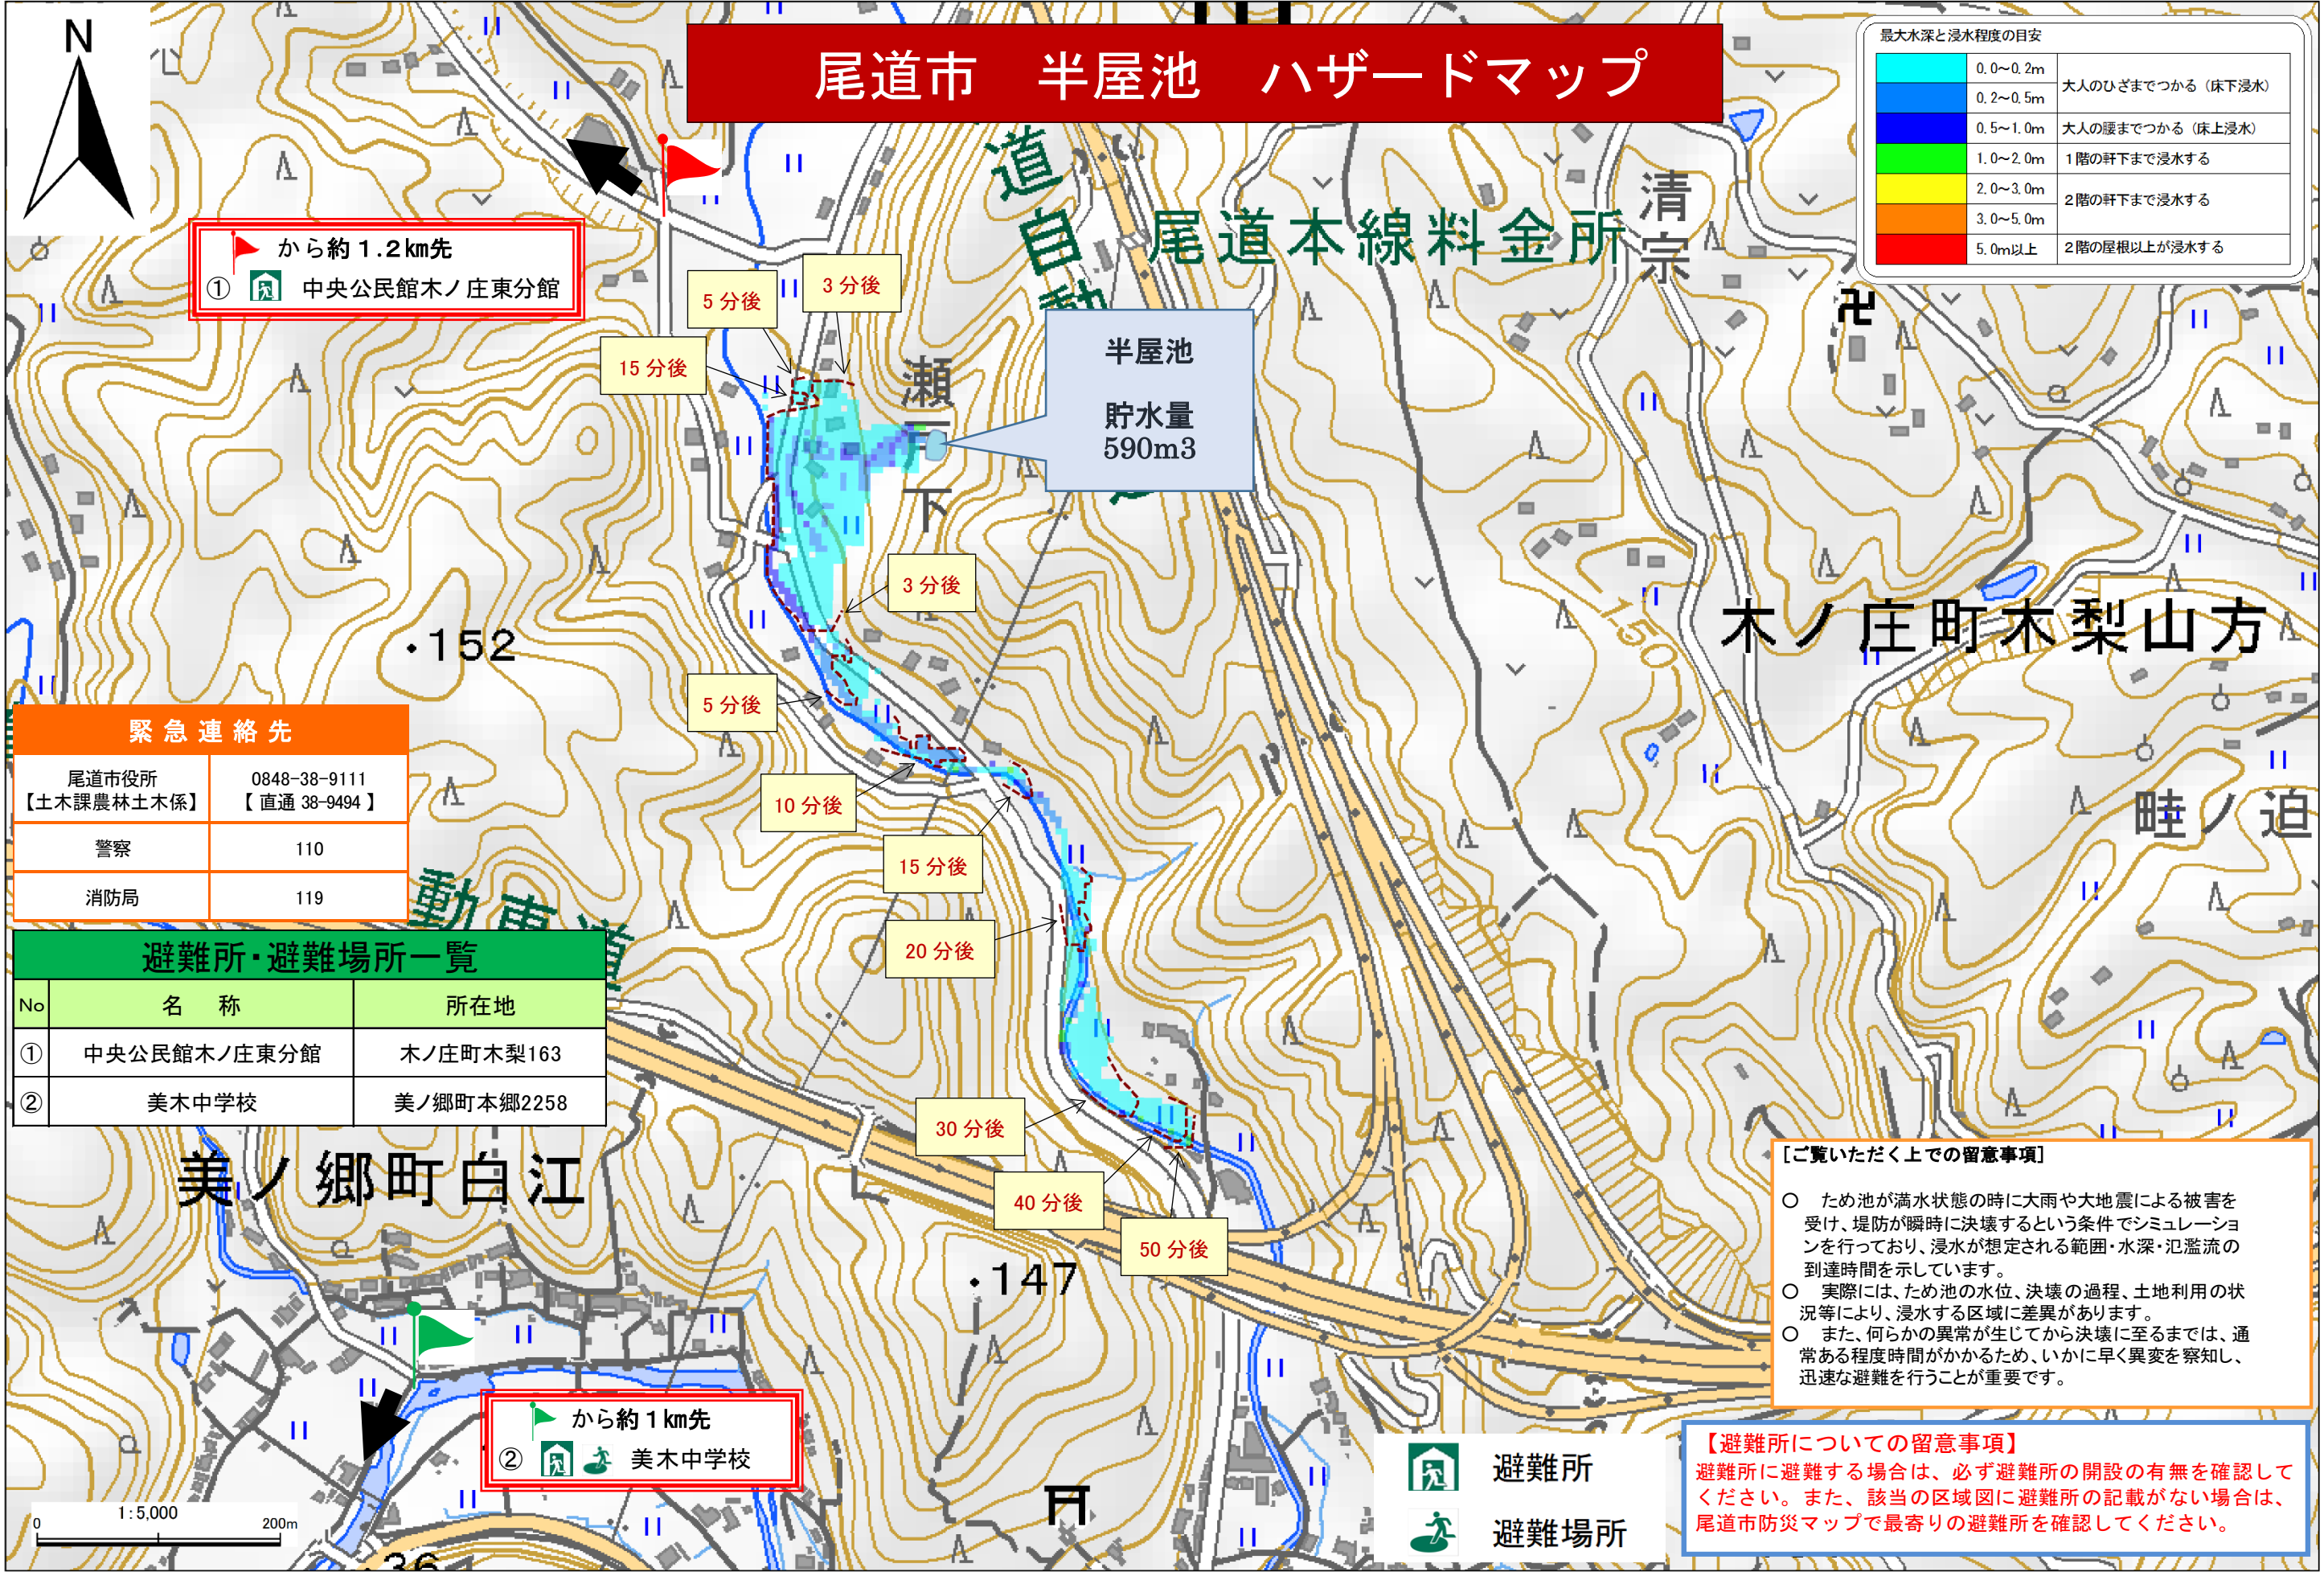 N
尾道市　半屋池　ハザードマップ
最大水深と浸水程度の目安
0.0～0.2m
大人のひざまでつかる（床下浸水）
0.2～0.5m
0.5～1.0m 大人の腰までつかる（床上浸水）
1.0～2.0m 1階の軒下まで浸水する
2.0～3.0m
2階の軒下まで浸水する
3.0～5.0m
5.0m以上 2階の屋根以上が浸水する
から約1.2km先
① 中央公民館木ノ庄東分館
道
自
動
尾道本線料金所
清
宗
5分後
3分後
15分後
瀬
戸
下
半屋池
貯水量
590m3
3分後
・152
150
木ノ庄町木梨山方
5分後
10分後
15分後
20分後
30分後
40分後
50分後
畦ノ迫
緊急連絡先
尾道市役所
【土木課農林土木係】
0848-38-9111
【 直通 38-9494 】
警察 110
消防局 119
動車道
避難所・避難場所一覧
No 名　称 所在地
① 中央公民館木ノ庄東分館 木ノ庄町木梨163
② 美木中学校 美ノ郷町本郷2258
美ノ郷町白江
・147
から約1km先
② 美木中学校
1:5,000
0 200m
・36
避難所
避難場所
[ご覧いただく上での留意事項]
○　ため池が満水状態の時に大雨や大地震による被害を
受け、堤防が瞬時に決壊するという条件でシミュレーショ
ンを行っており、浸水が想定される範囲・水深・氾濫流の
到達時間を示しています。
○　実際には、ため池の水位、決壊の過程、土地利用の状
況等により、浸水する区域に差異があります。
○　また、何らかの異常が生じてから決壊に至るまでは、通
常ある程度時間がかかるため、いかに早く異変を察知し、
迅速な避難を行うことが重要です。
【避難所についての留意事項】
避難所に避難する場合は、必ず避難所の開設の有無を確認して
ください。また、該当の区域図に避難所の記載がない場合は、
尾道市防災マップで最寄りの避難所を確認してください。